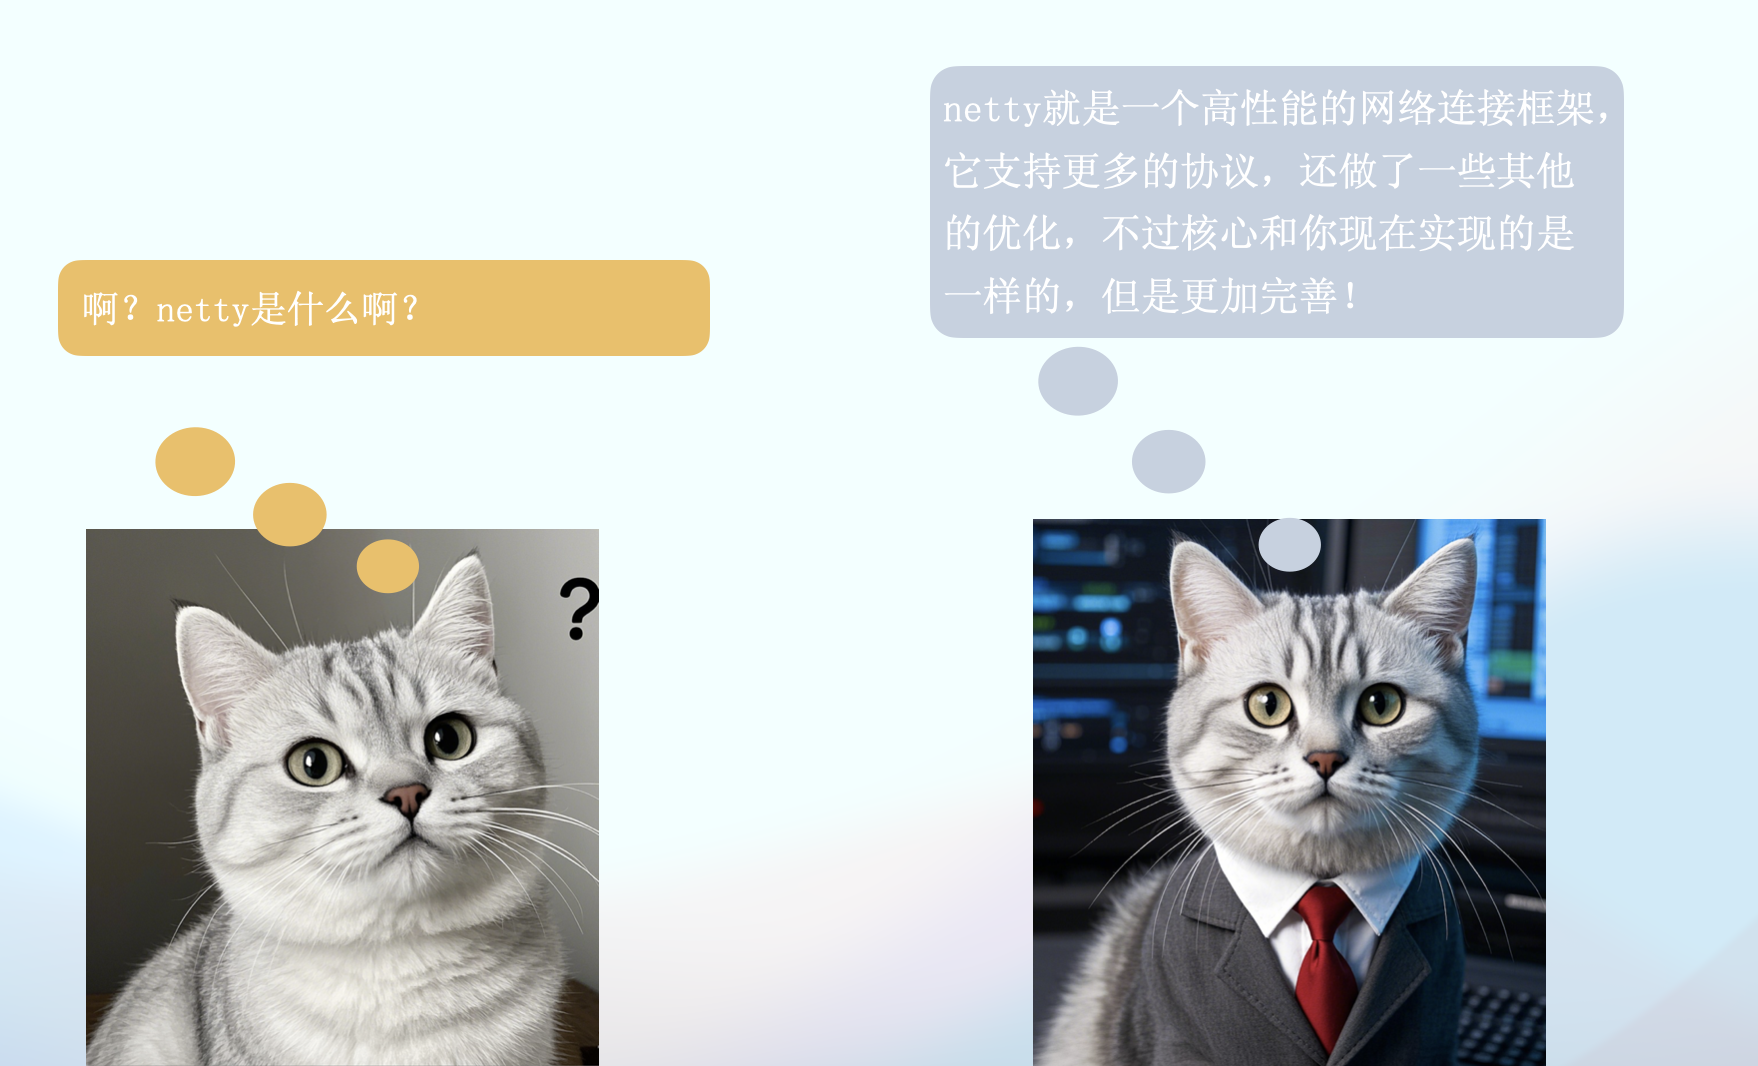 啊？netty是什么啊？
netty就是一个高性能的网络连接框架，
它支持更多的协议，还做了一些其他
的优化，不过核心和你现在实现的是
一样的，但是更加完善！
?